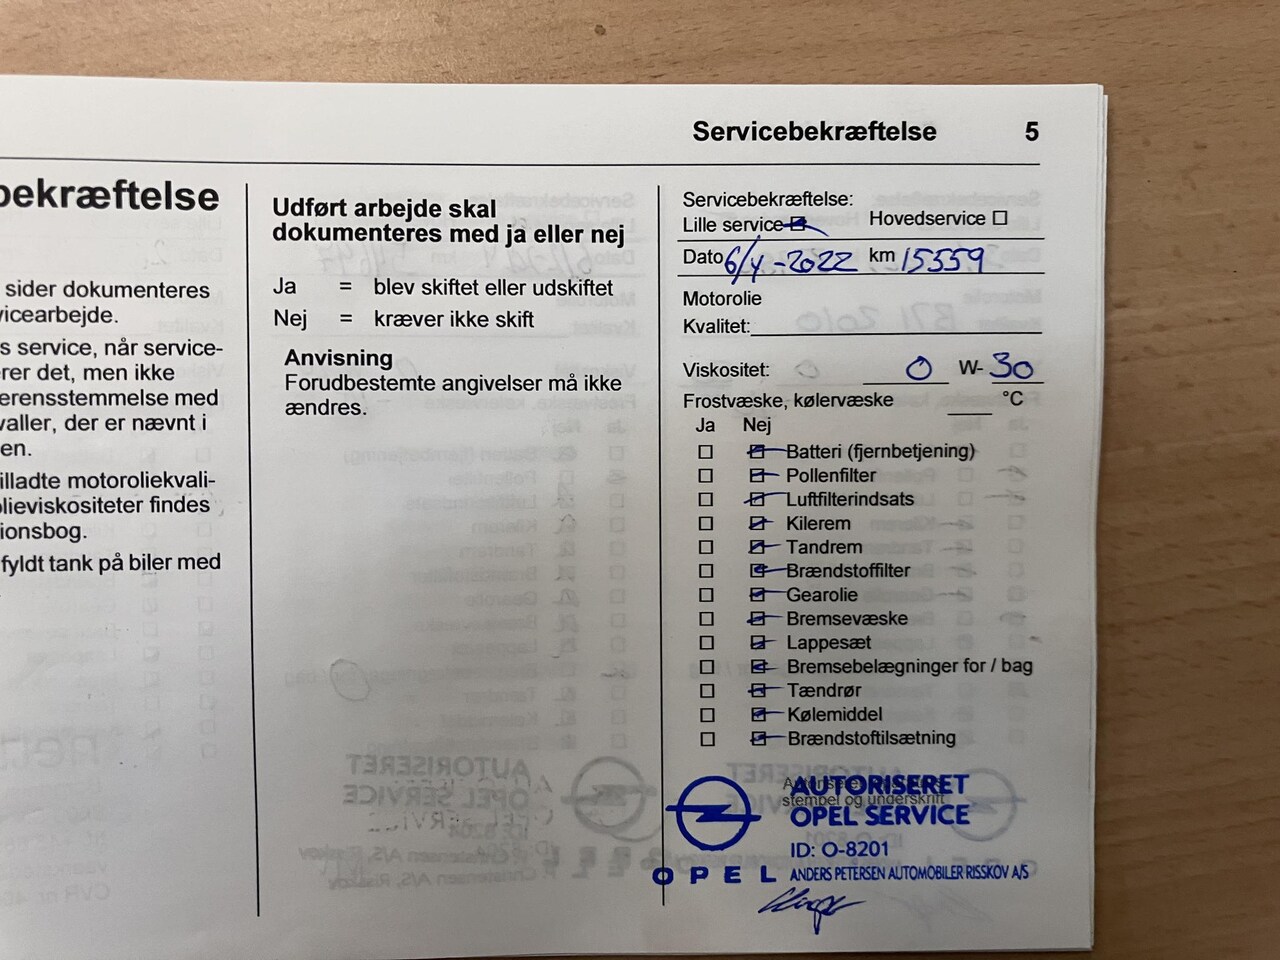 Servicebekræftelse 5
bekræftelse
sider dokumenteres
vicearbejde.
s service, når service-
rer det, men ikke
erensstemmelse med
valler, der er nævnt i
en.
illadte motoroliekvali-
olieviskositeter findes
ionsbog.
fyldt tank på biler med
Udført arbejde skal
dokumenteres med ja eller nej
Ja = blev skiftet eller udskiftet
Nej = kræver ikke skift
Anvisning
Forudbestemte angivelser må ikke
ændres.
Servicebekræftelse:
Lille service Hovedservice
Dato 6/4-2022 km 15559
Motorolie
Kvalitet:
Viskositet: 0 W- 30
Frostvæske, kølervæske °C
Ja Nej
Batteri (fjernbetjening)
Pollenfilter
Luftfilterindsats
Kilerem
Tandrem
Brændstoffilter
Gearolie
Bremsevæske
Lappesæt
Bremsebelægninger for / bag
Tændrør
Kølemiddel
Brændstoftilsætning
stempel og underskrift
AUTORISERET
OPEL SERVICE
ID: O-8201
OPEL ANDERS PETERSEN AUTOMOBILER RISSKOV A/S